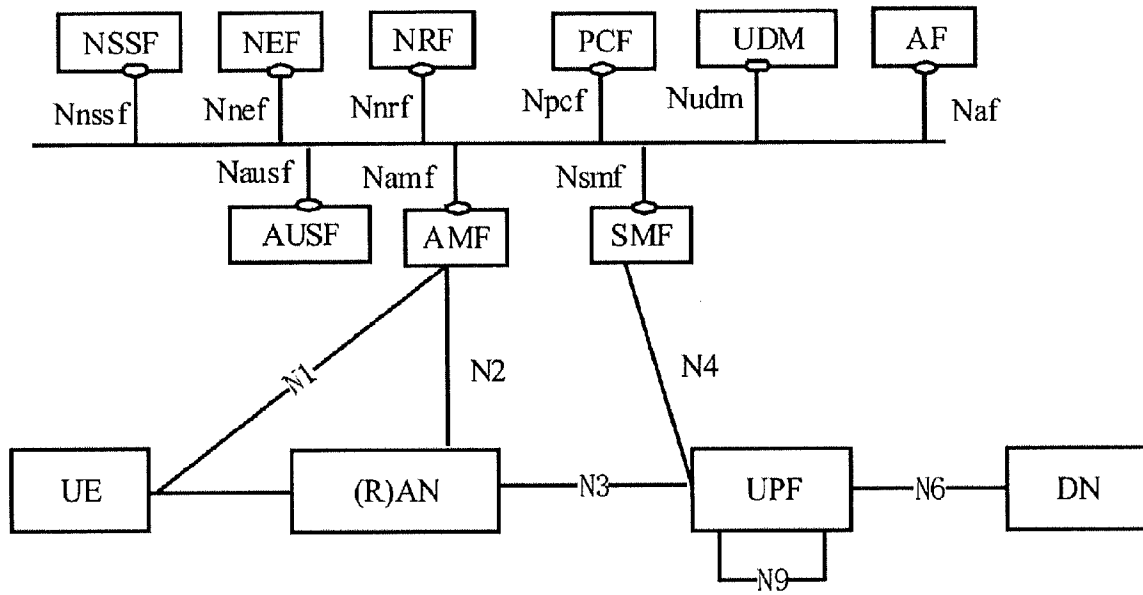 NSSF NEF NRF PCF UDM AF
Nnssf Nnef Nnrf Npcf Nudm Naf
Nausf Namf Nsmf
AUSF AMF SMF
N1 N2 N4
UE (R)AN N3 UPF N6 DN
N9